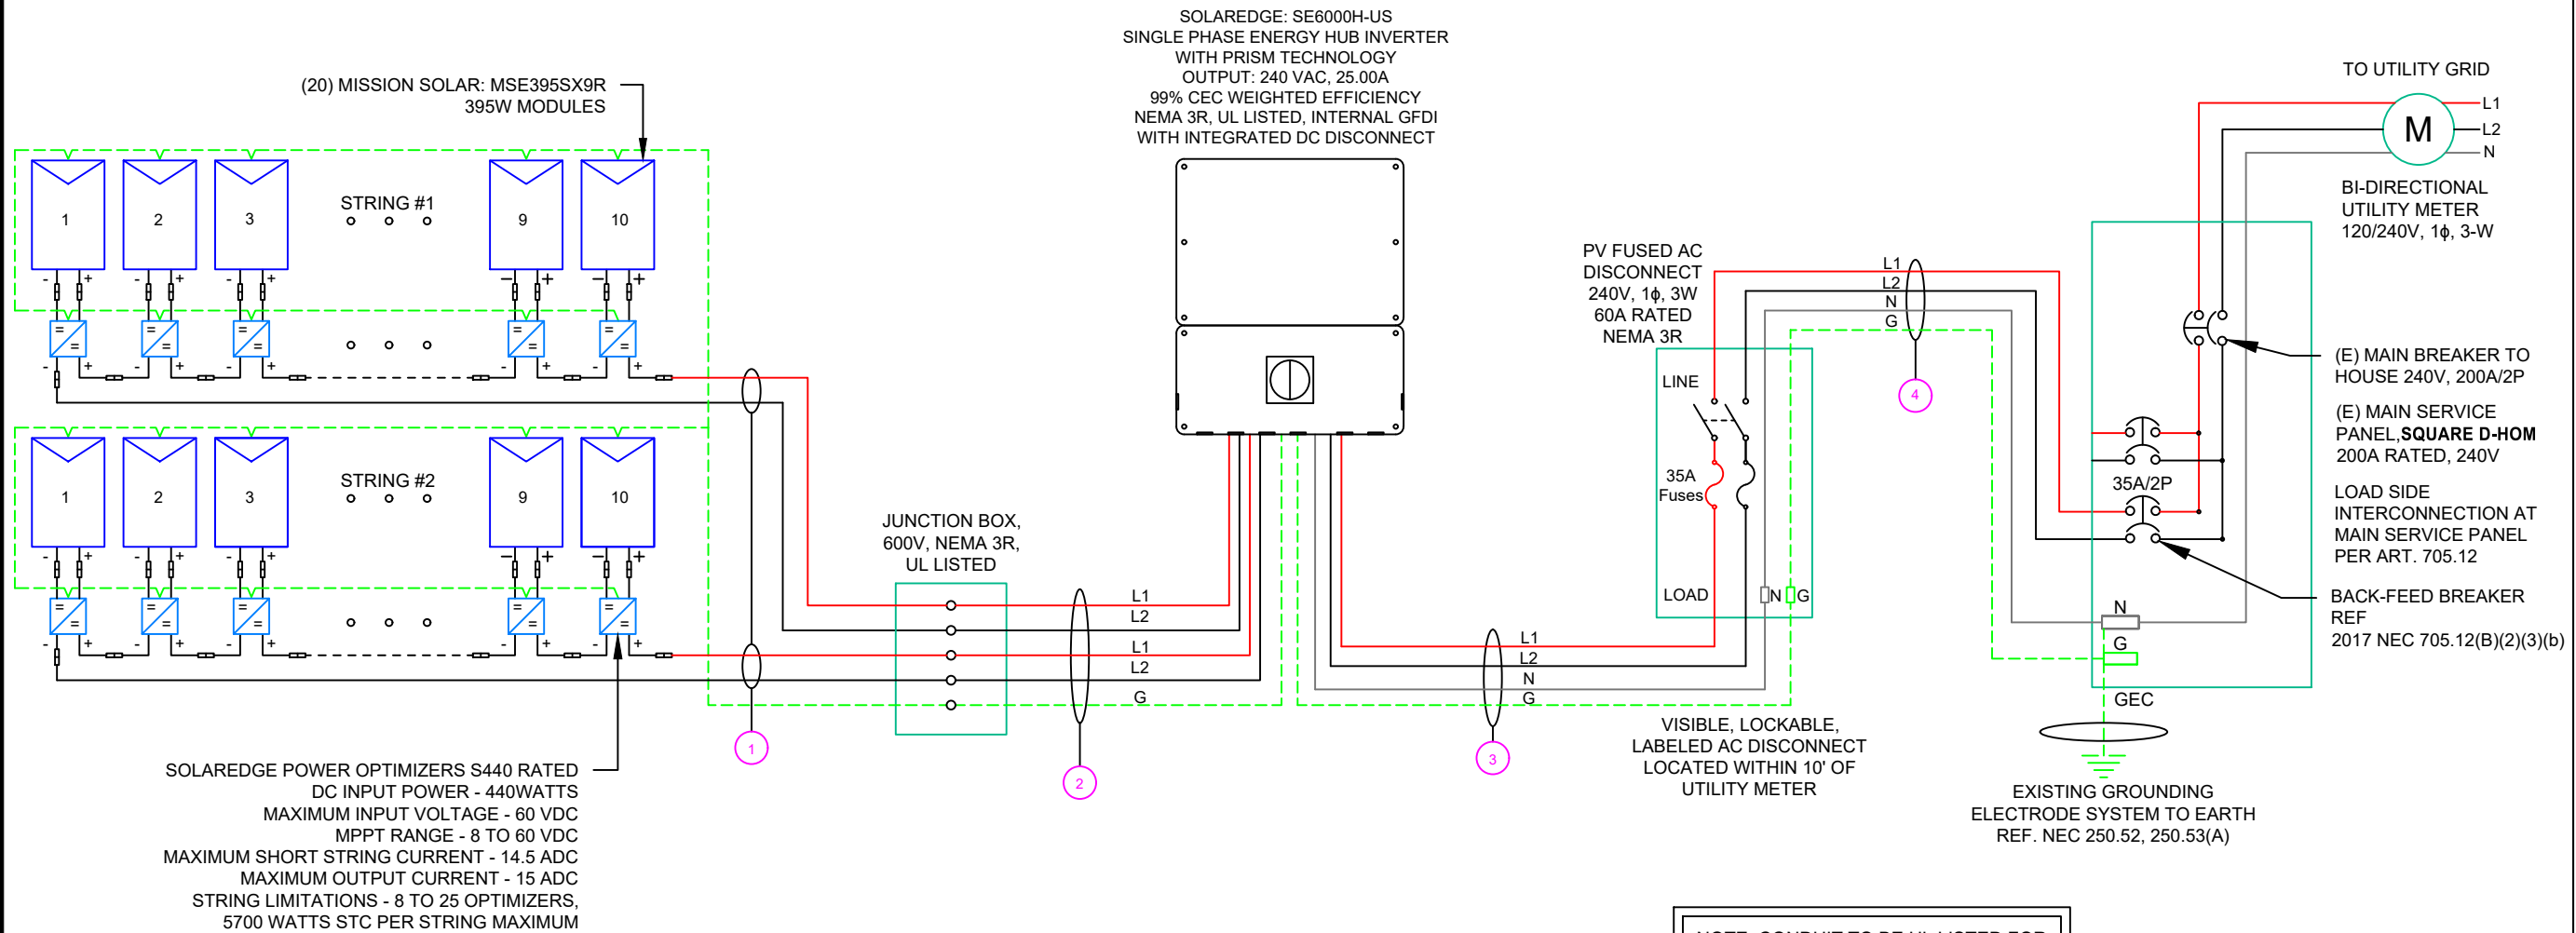 SOLAREDGE: SE6000H-US
SINGLE PHASE ENERGY HUB INVERTER
WITH PRISM TECHNOLOGY
OUTPUT: 240 VAC, 25.00A
99% CEC WEIGHTED EFFICIENCY
NEMA 3R, UL LISTED, INTERNAL GFDI
WITH INTEGRATED DC DISCONNECT
(20) MISSION SOLAR: MSE395SX9R
395W MODULES
STRING #1
1 2 3 9 10
- + - + - + - + - +
= = = = = = = = = =
- + - + - + - + - +
STRING #2
1 2 3 9 10
- + - + - + - + - +
= = = = = = = = = =
- + - + - + - + - +
SOLAREDGE POWER OPTIMIZERS S440 RATED
DC INPUT POWER - 440WATTS
MAXIMUM INPUT VOLTAGE - 60 VDC
MPPT RANGE - 8 TO 60 VDC
MAXIMUM SHORT STRING CURRENT - 14.5 ADC
MAXIMUM OUTPUT CURRENT - 15 ADC
STRING LIMITATIONS - 8 TO 25 OPTIMIZERS,
5700 WATTS STC PER STRING MAXIMUM
1
JUNCTION BOX,
600V, NEMA 3R,
UL LISTED
L1
L2
L1
L2
G
2
L1
L2
N
G
3
PV FUSED AC
DISCONNECT
240V, 1ϕ, 3W
60A RATED
NEMA 3R
LINE
35A
Fuses
LOAD
N G
VISIBLE, LOCKABLE,
LABELED AC DISCONNECT
LOCATED WITHIN 10' OF
UTILITY METER
L1
L2
N
G
4
TO UTILITY GRID
M
L1
L2
N
BI-DIRECTIONAL
UTILITY METER
120/240V, 1ϕ, 3-W
(E) MAIN BREAKER TO
HOUSE 240V, 200A/2P
(E) MAIN SERVICE
PANEL,SQUARE D-HOM
200A RATED, 240V
LOAD SIDE
INTERCONNECTION AT
MAIN SERVICE PANEL
PER ART. 705.12
BACK-FEED BREAKER
REF
2017 NEC 705.12(B)(2)(3)(b)
35A/2P
N
G
GEC
EXISTING GROUNDING
ELECTRODE SYSTEM TO EARTH
REF. NEC 250.52, 250.53(A)
NOTE: CONDUIT TO BE UL LISTED FOR